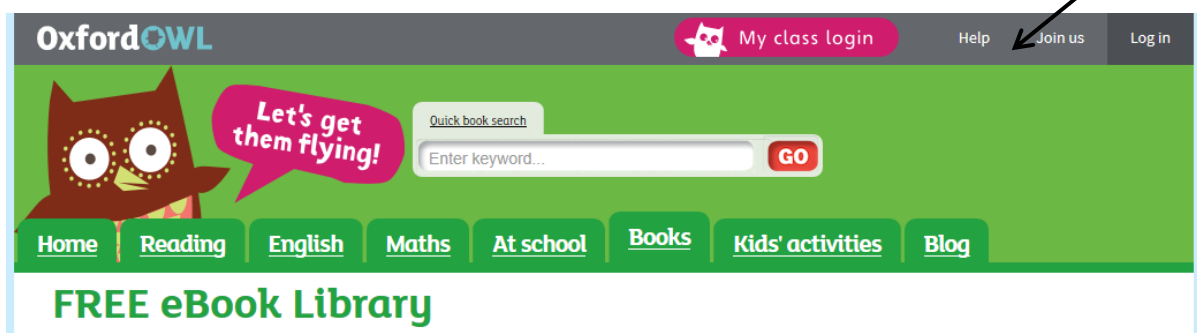 OxfordOWL My class login Help Join us Log in
Let's get
them flying!
Quick book search
Enter keyword... GO
Home Reading English Maths At school Books Kids' activities Blog
FREE eBook Library